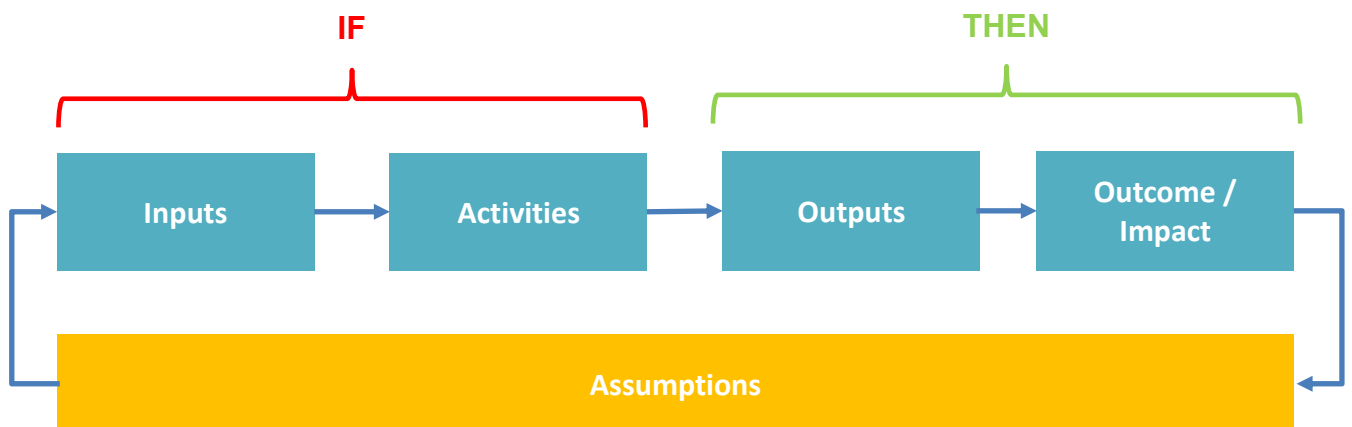 IF
THEN
Inputs
Activities
Outputs
Outcome /
Impact
Assumptions